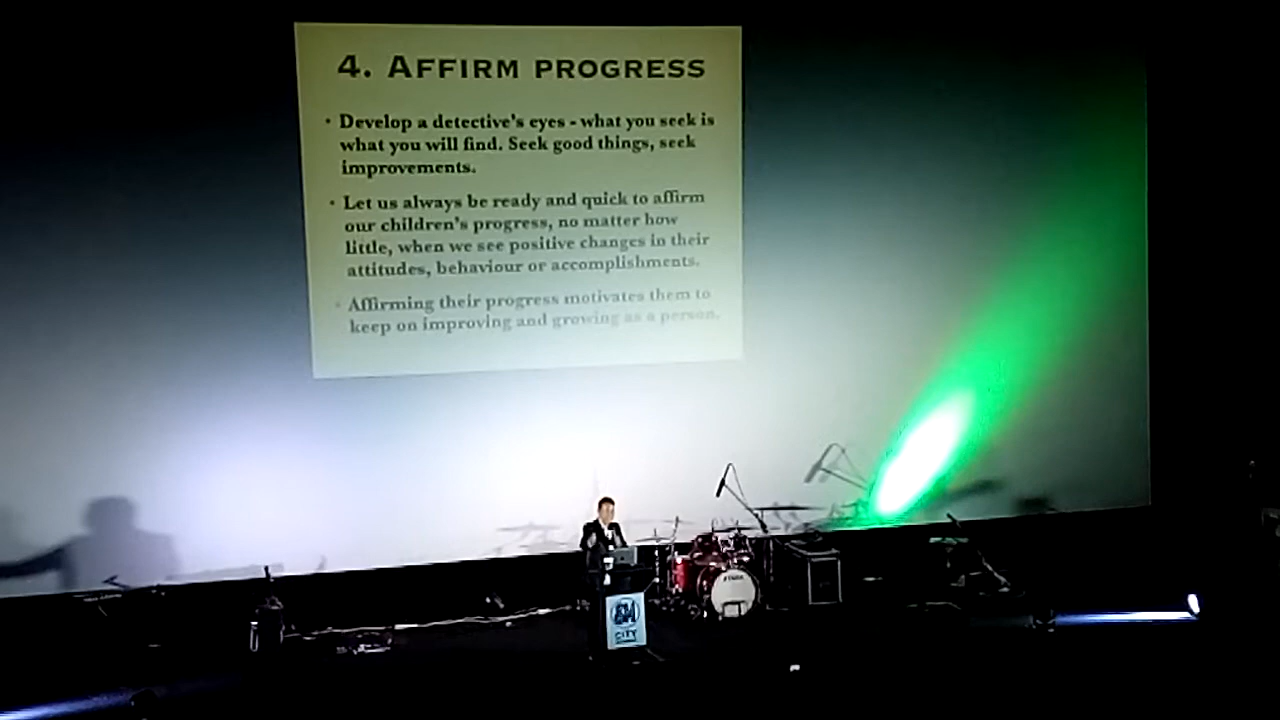 4. AFFIRM PROGRESS
• Develop a detective's eyes - what you seek is
what you will find. Seek good things, seek
improvements.
• Let us always be ready and quick to affirm
our children's progress, no matter how
little, when we see positive changes in their
attitudes, behaviour or accomplishments.
• Affirming their progress motivates them to
keep on improving and growing as a person.
TAMA
SM
CITY